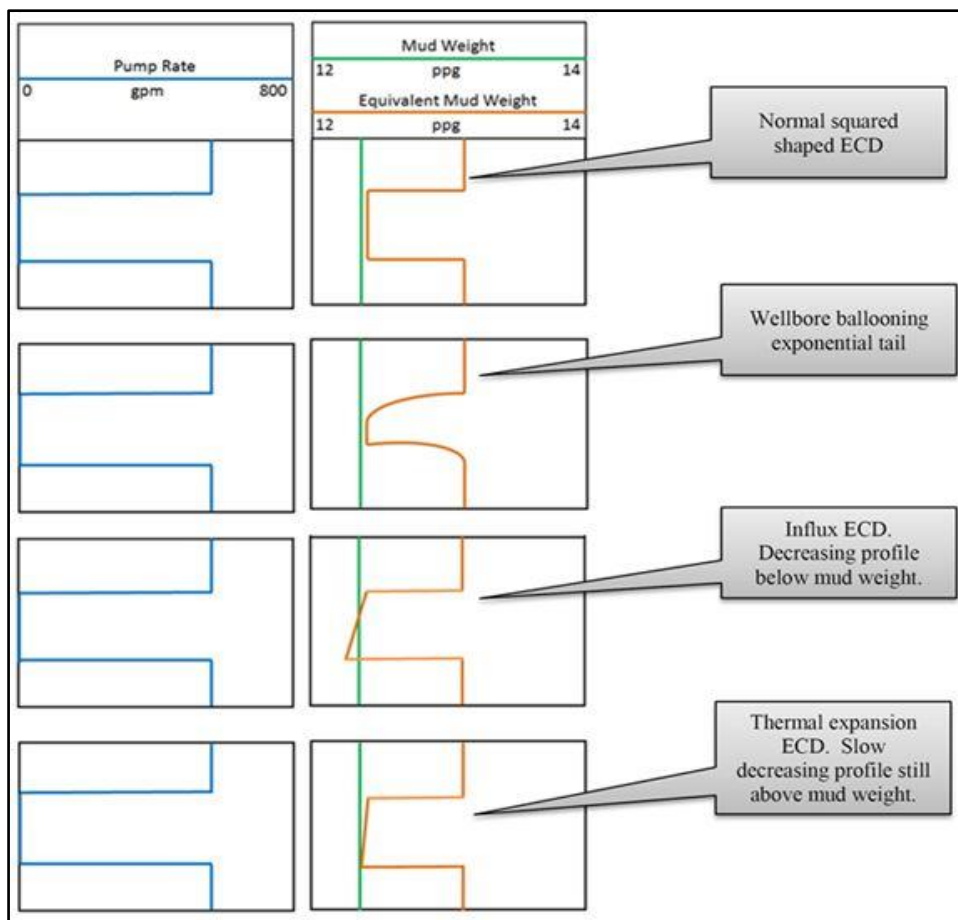 Pump Rate
0 gpm 800
Mud Weight
12 ppg 14
Equivalent Mud Weight
12 ppg 14
Normal squared
shaped ECD
Wellbore ballooning
exponential tail
Influx ECD.
Decreasing profile
below mud weight.
Thermal expansion
ECD. Slow
decreasing profile still
above mud weight.